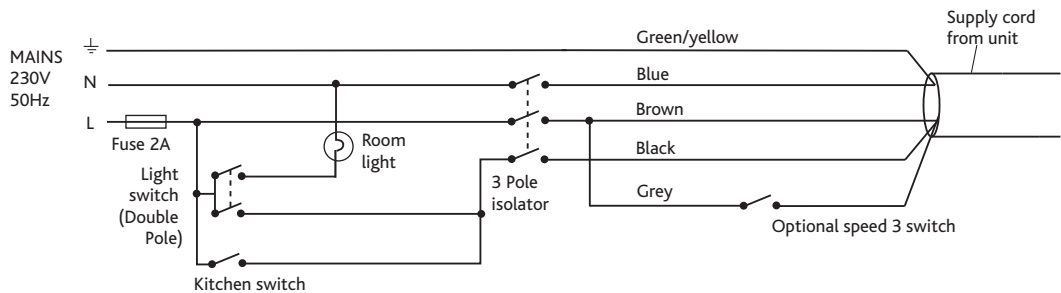 Supply cord
from unit
MAINS
230V
50Hz
Green/yellow
N
Blue
L
Fuse 2A
Brown
Room
light
Black
Light
switch
(Double
Pole)
3 Pole
isolator
Grey
Optional speed 3 switch
Kitchen switch